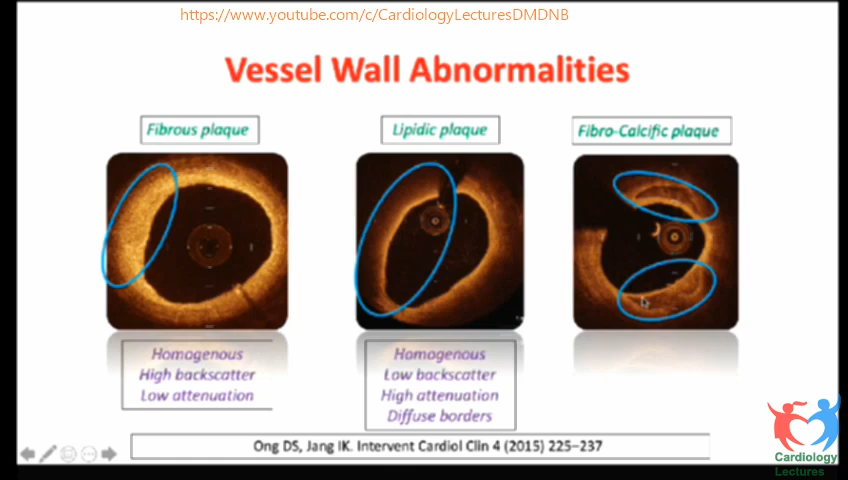 https://www.youtube.com/c/CardiologyLecturesDMDNB
Vessel Wall Abnormalities
Fibrous plaque
Lipidic plaque
Fibro-Calcific plaque
Homogenous
High backscatter
Low attenuation
Homogenous
Low backscatter
High attenuation
Diffuse borders
Ong DS, Jang IK. Intervent Cardiol Clin 4 (2015) 225–237
Cardiology
Lectures